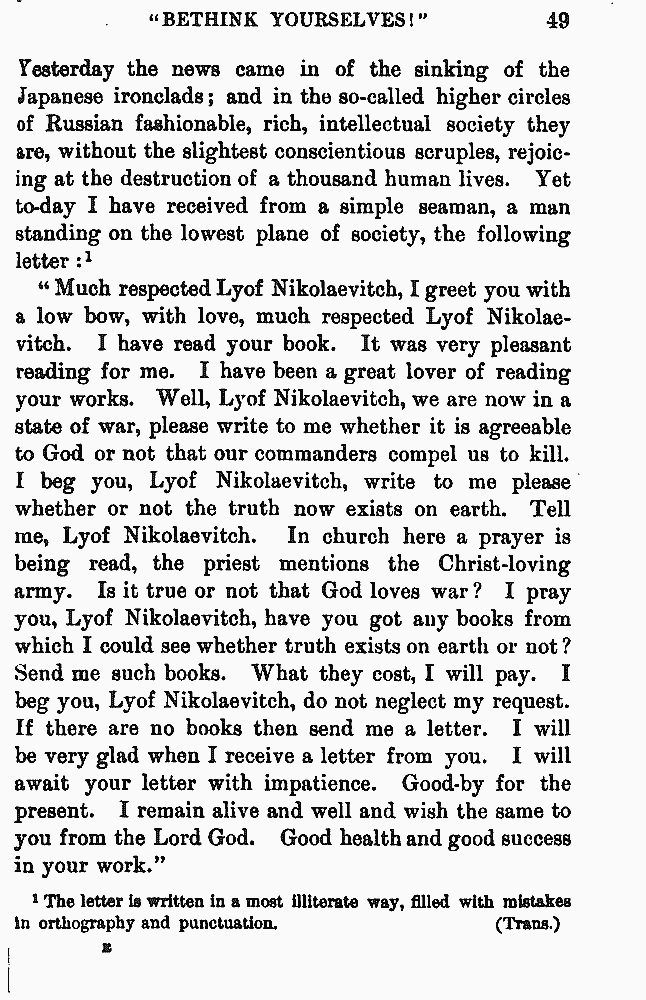 "BETHINK YOURSELVES!" 49
Yesterday the news came in of the sinking of the
Japanese ironclads; and in the so-called higher circles
of Russian fashionable, rich, intellectual society they
are, without the slightest conscientious scruples, rejoic-
ing at the destruction of a thousand human lives. Yet
to-day I have received from a simple seaman, a man
standing on the lowest plane of society, the following
letter :¹
"Much respected Lyof Nikolaevitch, I greet you with
a low bow, with love, much respected Lyof Nikolae-
vitch. I have read your book. It was very pleasant
reading for me. I have been a great lover of reading
your works. Well, Lyof Nikolaevitch, we are now in a
state of war, please write to me whether it is agreeable
to God or not that our commanders compel us to kill.
I beg you, Lyof Nikolaevitch, write to me please
whether or not the truth now exists on earth. Tell
me, Lyof Nikolaevitch. In church here a prayer is
being read, the priest mentions the Christ-loving
army. Is it true or not that God loves war? I pray
you, Lyof Nikolaevitch, have you got any books from
which I could see whether truth exists on earth or not?
Send me such books. What they cost, I will pay. I
beg you, Lyof Nikolaevitch, do not neglect my request.
If there are no books then send me a letter. I will
be very glad when I receive a letter from you. I will
await your letter with impatience. Good-by for the
present. I remain alive and well and wish the same to
you from the Lord God. Good health and good success
in your work."
¹ The letter is written in a most illiterate way, filled with mistakes
in orthography and punctuation. (Trans.)
E